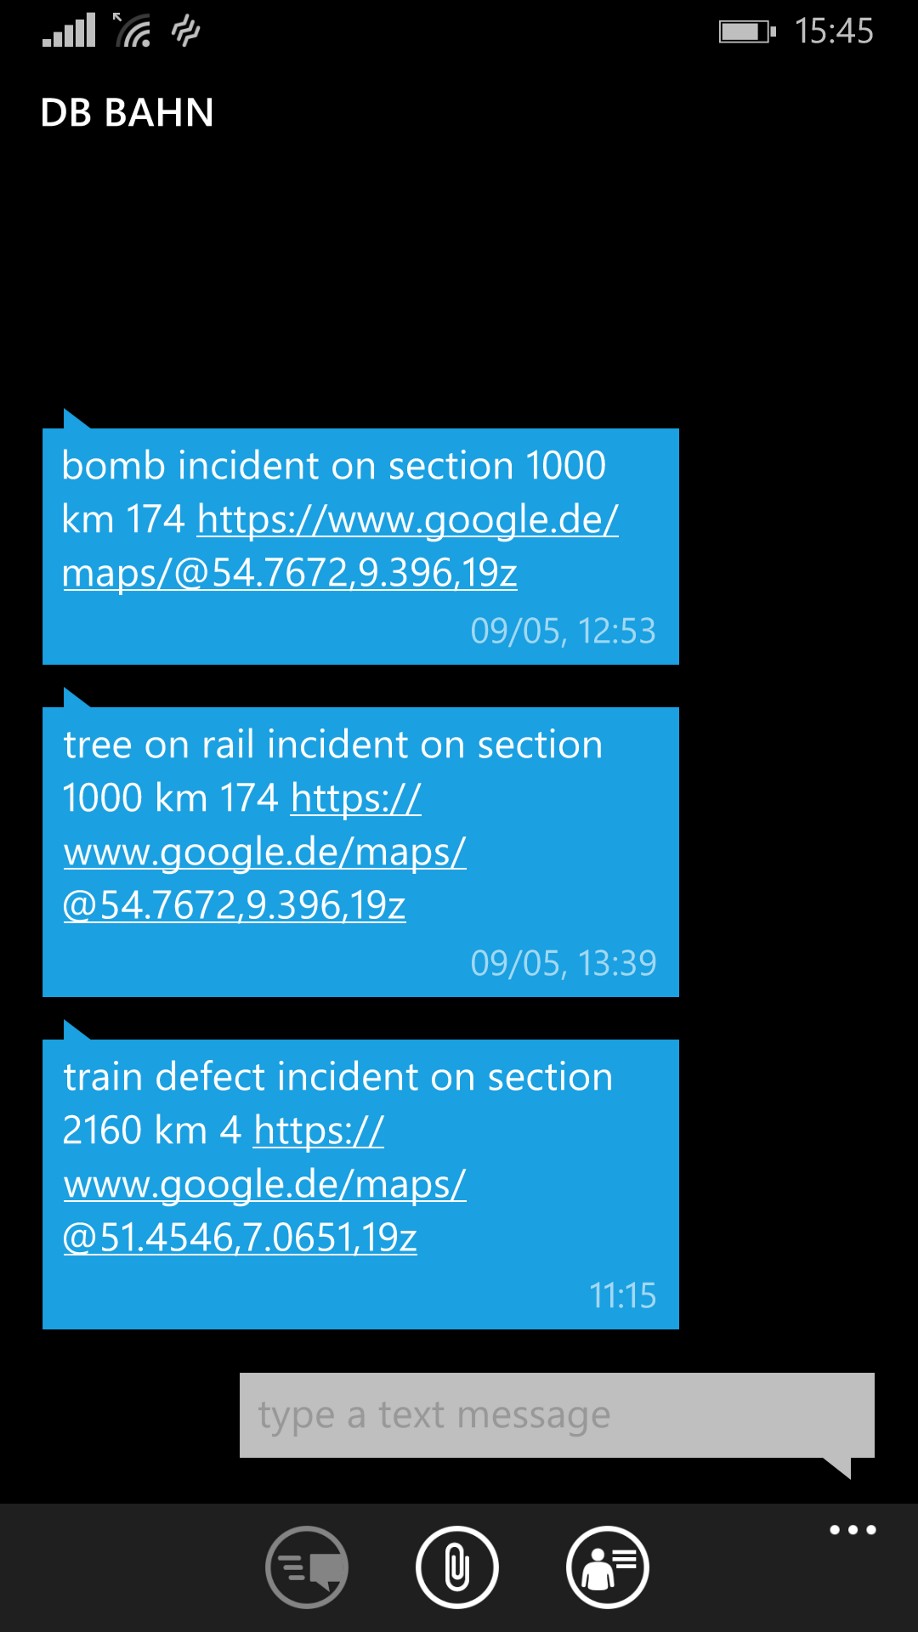 15:45
DB BAHN
bomb incident on section 1000
km 174 https://www.google.de/
maps/@54.7672,9.396,19z
09/05, 12:53
tree on rail incident on section
1000 km 174 https://
www.google.de/maps/
@54.7672,9.396,19z
09/05, 13:39
train defect incident on section
2160 km 4 https://
www.google.de/maps/
@51.4546,7.0651,19z
11:15
type a text message